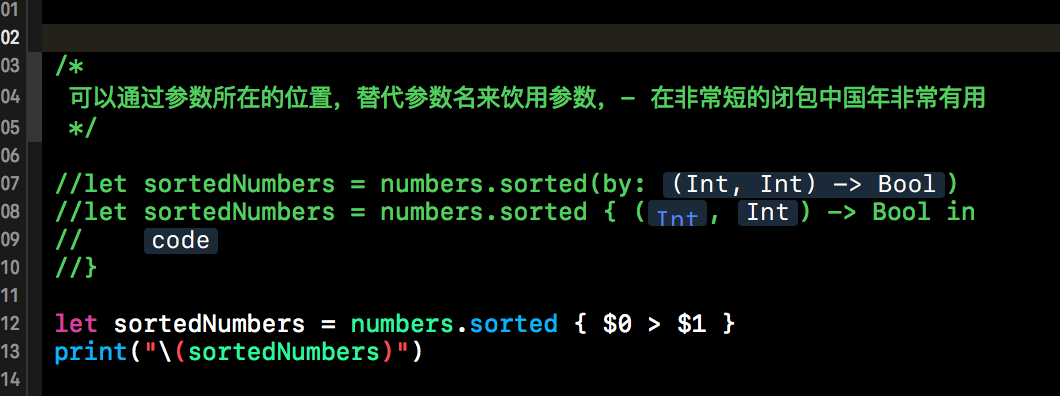 01
02
03 /*
04 可以通过参数所在的位置，替代参数名来饮用参数，- 在非常短的闭包中国年非常有用
05 */
06
07 //let sortedNumbers = numbers.sorted(by: (Int, Int) -> Bool)
08 //let sortedNumbers = numbers.sorted { (Int, Int) -> Bool in
09 //    code
10 //}
11
12 let sortedNumbers = numbers.sorted { $0 > $1 }
13 print("\(sortedNumbers)")
14